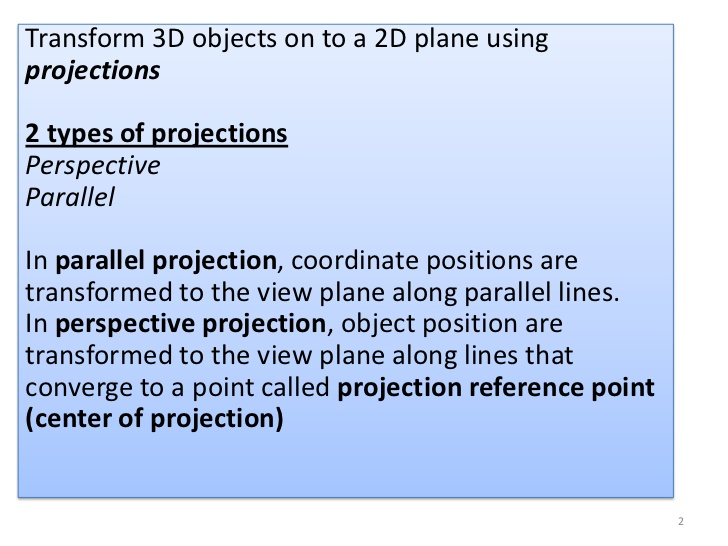 Transform 3D objects on to a 2D plane using
projections
2 types of projections
Perspective
Parallel
In parallel projection, coordinate positions are
transformed to the view plane along parallel lines.
In perspective projection, object position are
transformed to the view plane along lines that
converge to a point called projection reference point
(center of projection)
2